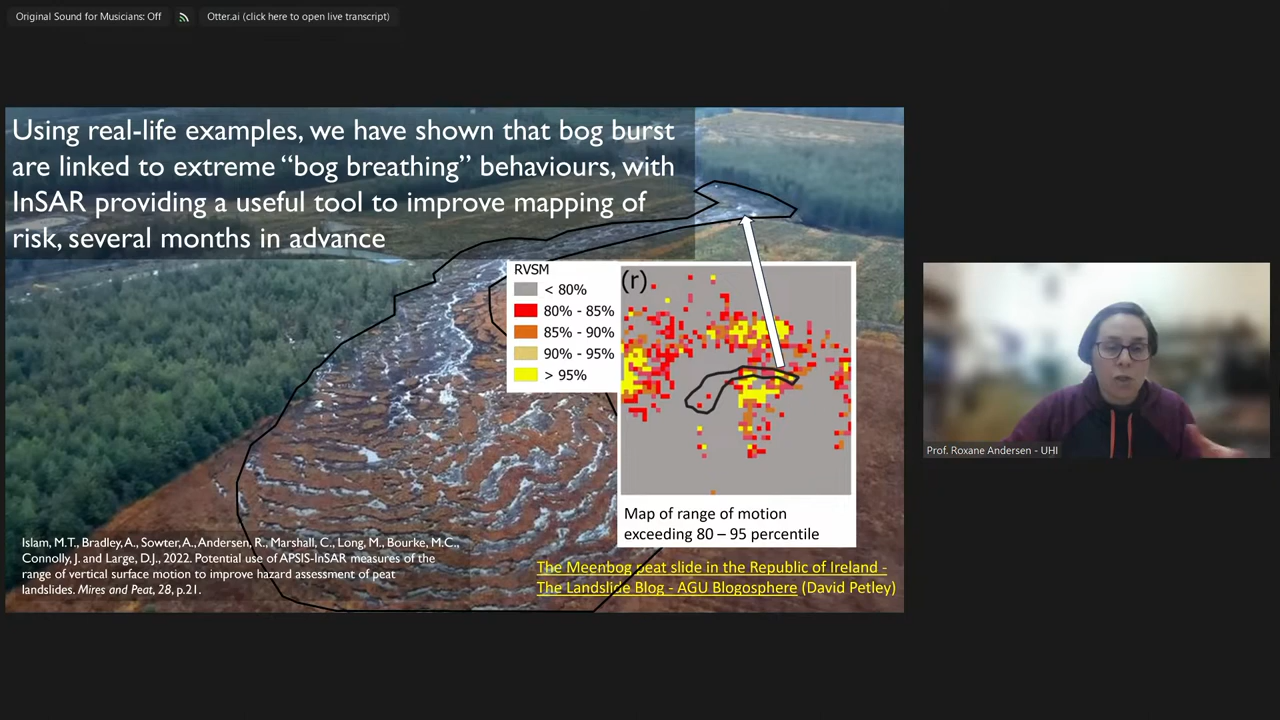 Original Sound for Musicians: Off
Otter.ai (click here to open live transcript)
Using real-life examples, we have shown that bog burst
are linked to extreme “bog breathing” behaviours, with
InSAR providing a useful tool to improve mapping of
risk, several months in advance
RVSM
< 80%
80% - 85%
85% - 90%
90% - 95%
> 95%
(r)
Map of range of motion
exceeding 80 – 95 percentile
Islam, M.T., Bradley, A., Sowter, A., Andersen, R., Marshall, C., Long, M., Bourke, M.C.,
Connolly, J. and Large, D.J., 2022. Potential use of APSIS-InSAR measures of the
range of vertical surface motion to improve hazard assessment of peat
landslides. Mires and Peat, 28, p.21.
The Meenbog peat slide in the Republic of Ireland -
The Landslide Blog - AGU Blogosphere (David Petley)
Prof. Roxane Andersen - UHI